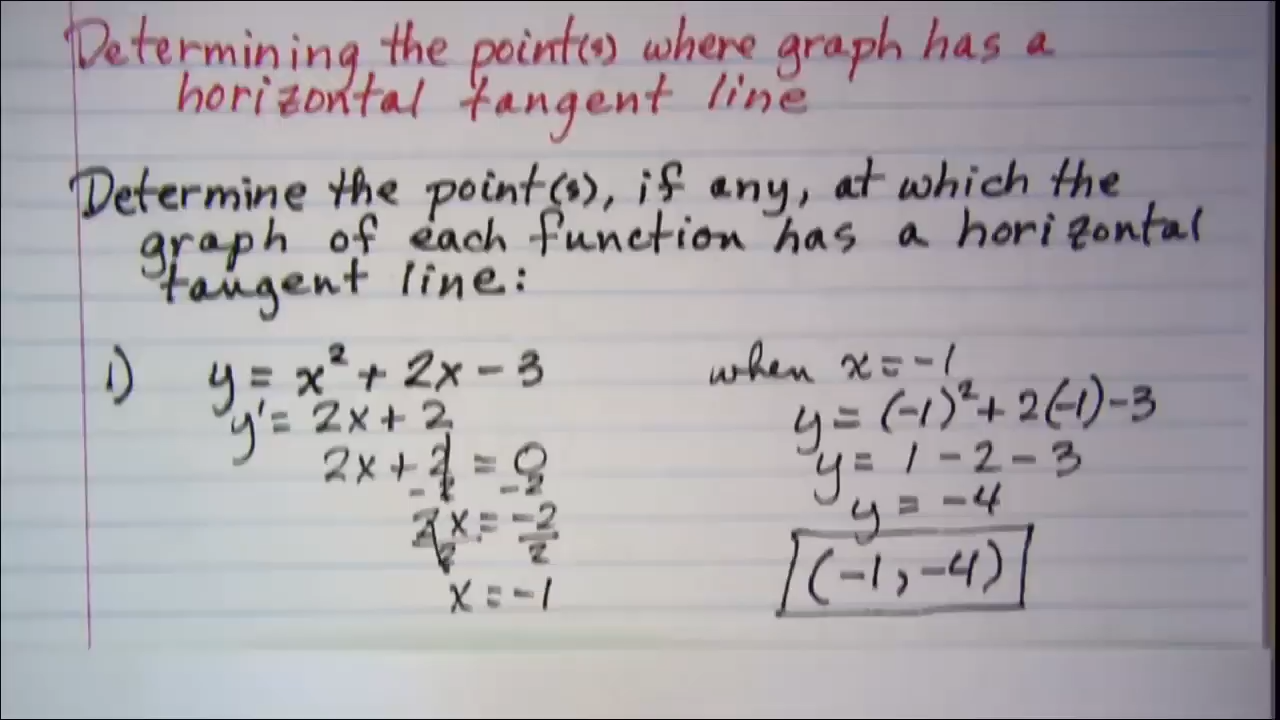 Determining the point(s) where graph has a
horizontal tangent line
Determine the point(s), if any, at which the
graph of each function has a horizontal
tangent line:
1) y = x² + 2x - 3
y' = 2x + 2
2x + 2 = 0
-2 -2
2x = -2
2 2
x = -1
when x = -1
y = (-1)² + 2(-1) - 3
y = 1 - 2 - 3
y = -4
(-1, -4)